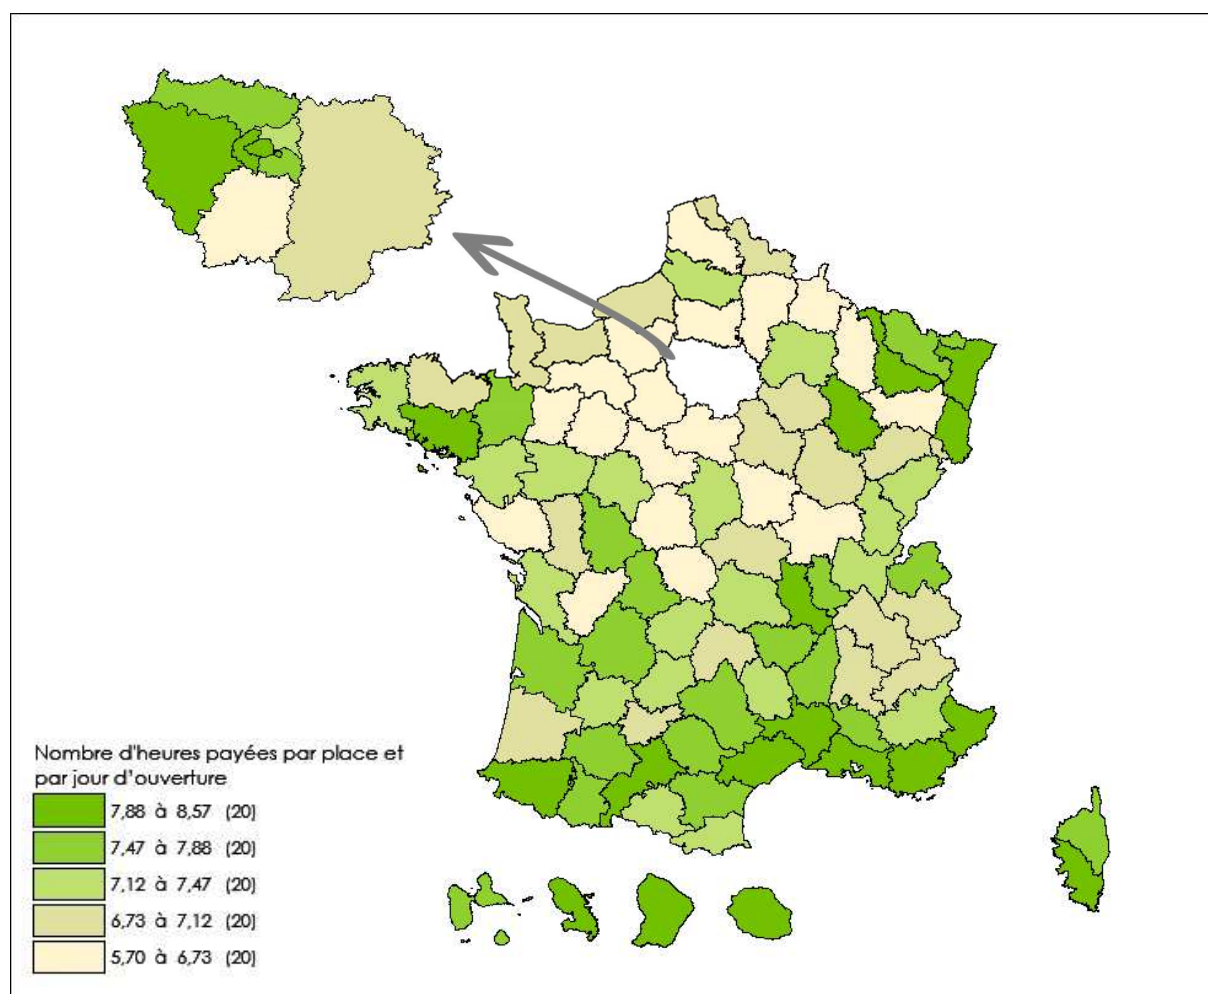 Nombre d'heures payées par place et
par jour d'ouverture
7,88 à 8,57 (20)
7,47 à 7,88 (20)
7,12 à 7,47 (20)
6,73 à 7,12 (20)
5,70 à 6,73 (20)